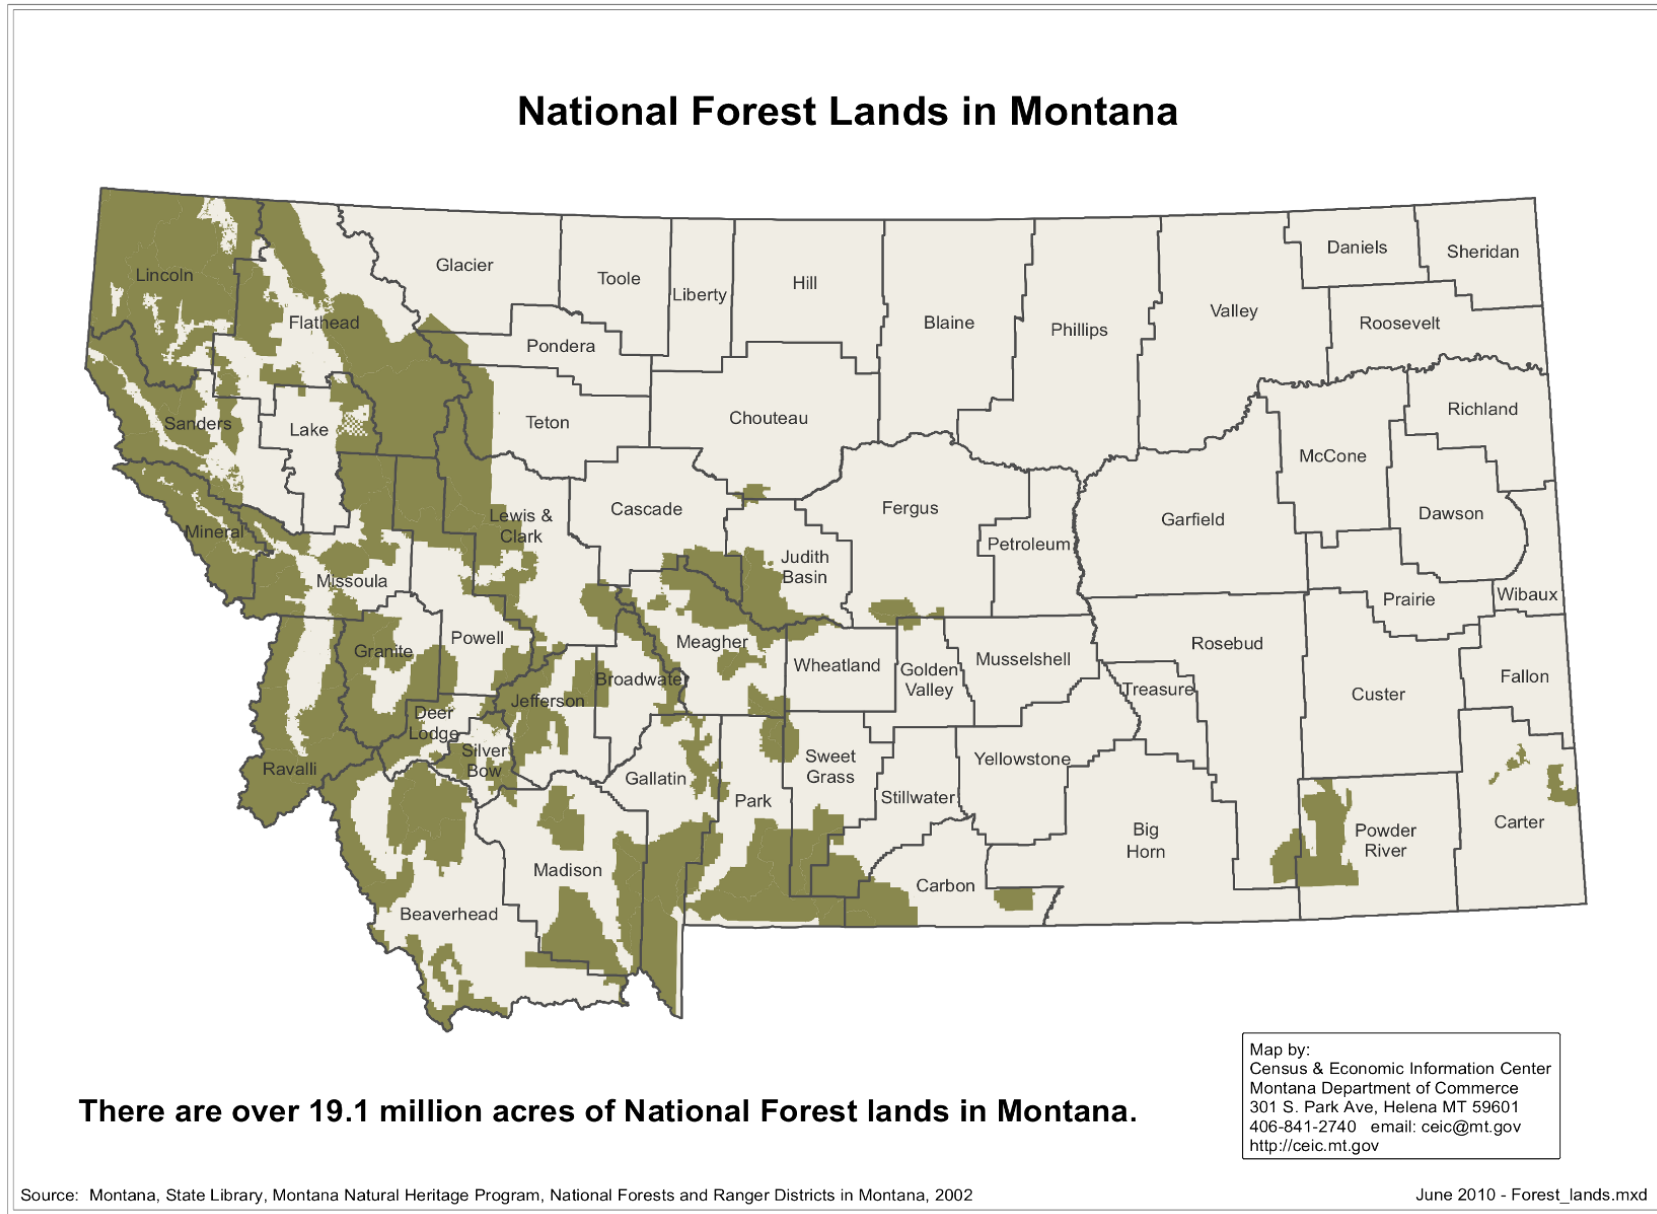 National Forest Lands in Montana
Lincoln
Flathead
Glacier
Toole
Liberty
Hill
Blaine
Phillips
Valley
Daniels
Sheridan
Roosevelt
Pondera
Teton
Chouteau
Richland
McCone
Sanders
Lake
Lewis &
Clark
Cascade
Fergus
Petroleum
Garfield
Dawson
Mineral
Missoula
Judith
Basin
Prairie
Wibaux
Granite
Powell
Meagher
Wheatland
Golden
Valley
Musselshell
Rosebud
Treasure
Custer
Fallon
Broadwater
Jefferson
Deer
Lodge
Silver
Bow
Ravalli
Gallatin
Park
Sweet
Grass
Stillwater
Yellowstone
Big
Horn
Powder
River
Carter
Madison
Carbon
Beaverhead
Map by:
Census & Economic Information Center
Montana Department of Commerce
301 S. Park Ave, Helena MT 59601
406-841-2740 email: ceic@mt.gov
http://ceic.mt.gov
There are over 19.1 million acres of National Forest lands in Montana.
Source: Montana, State Library, Montana Natural Heritage Program, National Forests and Ranger Districts in Montana, 2002
June 2010 - Forest_lands.mxd